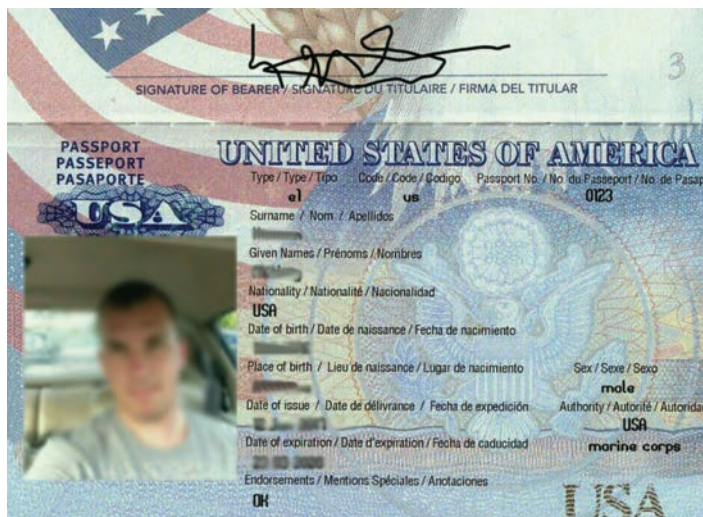 3
SIGNATURE OF BEARER / SIGNATURE DU TITULAIRE / FIRMA DEL TITULAR
PASSPORT
PASSEPORT
PASAPORTE
USA
UNITED STATES OF AMERICA
Type / Type / Tipo Code / Code / Codigo Passport No. / No. du Passeport / No. de Pasap
e1 us 0123
Surname / Nom / Apellidos
Given Names / Prénoms / Nombres
Nationality / Nationalité / Nacionalidad
USA
Date of birth / Date de naissance / Fecha de nacimiento
Place of birth / Lieu de naissance / Lugar de nacimiento Sex / Sexe / Sexo
male
Date of issue / Date de délivrance / Fecha de expedición Authority / Autorité / Autorida
USA
Date of expiration / Date d'expiration / Fecha de caducidad marine corps
Endorsements / Mentions Spéciales / Anotaciones
OK
USA